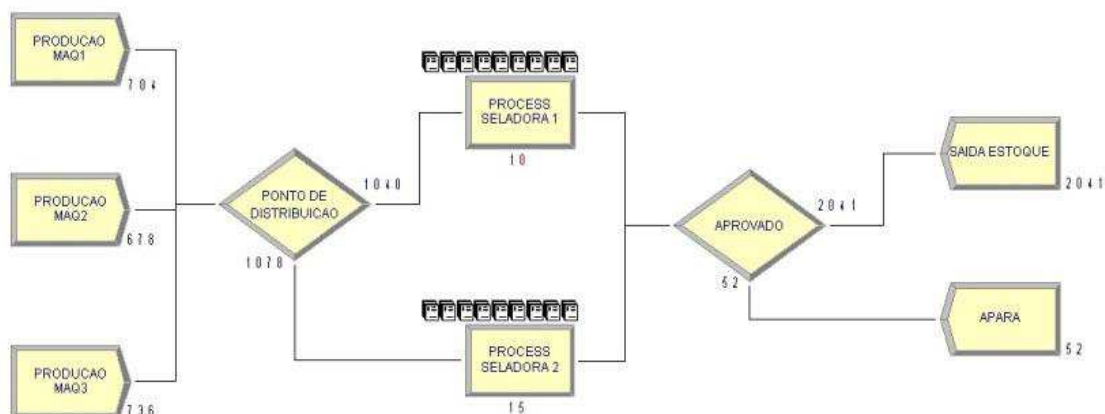 PRODUCAO
MAQ1
704
PRODUCAO
MAQ2
678
PRODUCAO
MAQ3
736
PONTO DE
DISTRIBUICAO
1040
1078
PROCESS
SELADORA 1
10
PROCESS
SELADORA 2
15
APROVADO
2041
52
SAIDA ESTOQUE
2041
APARA
52